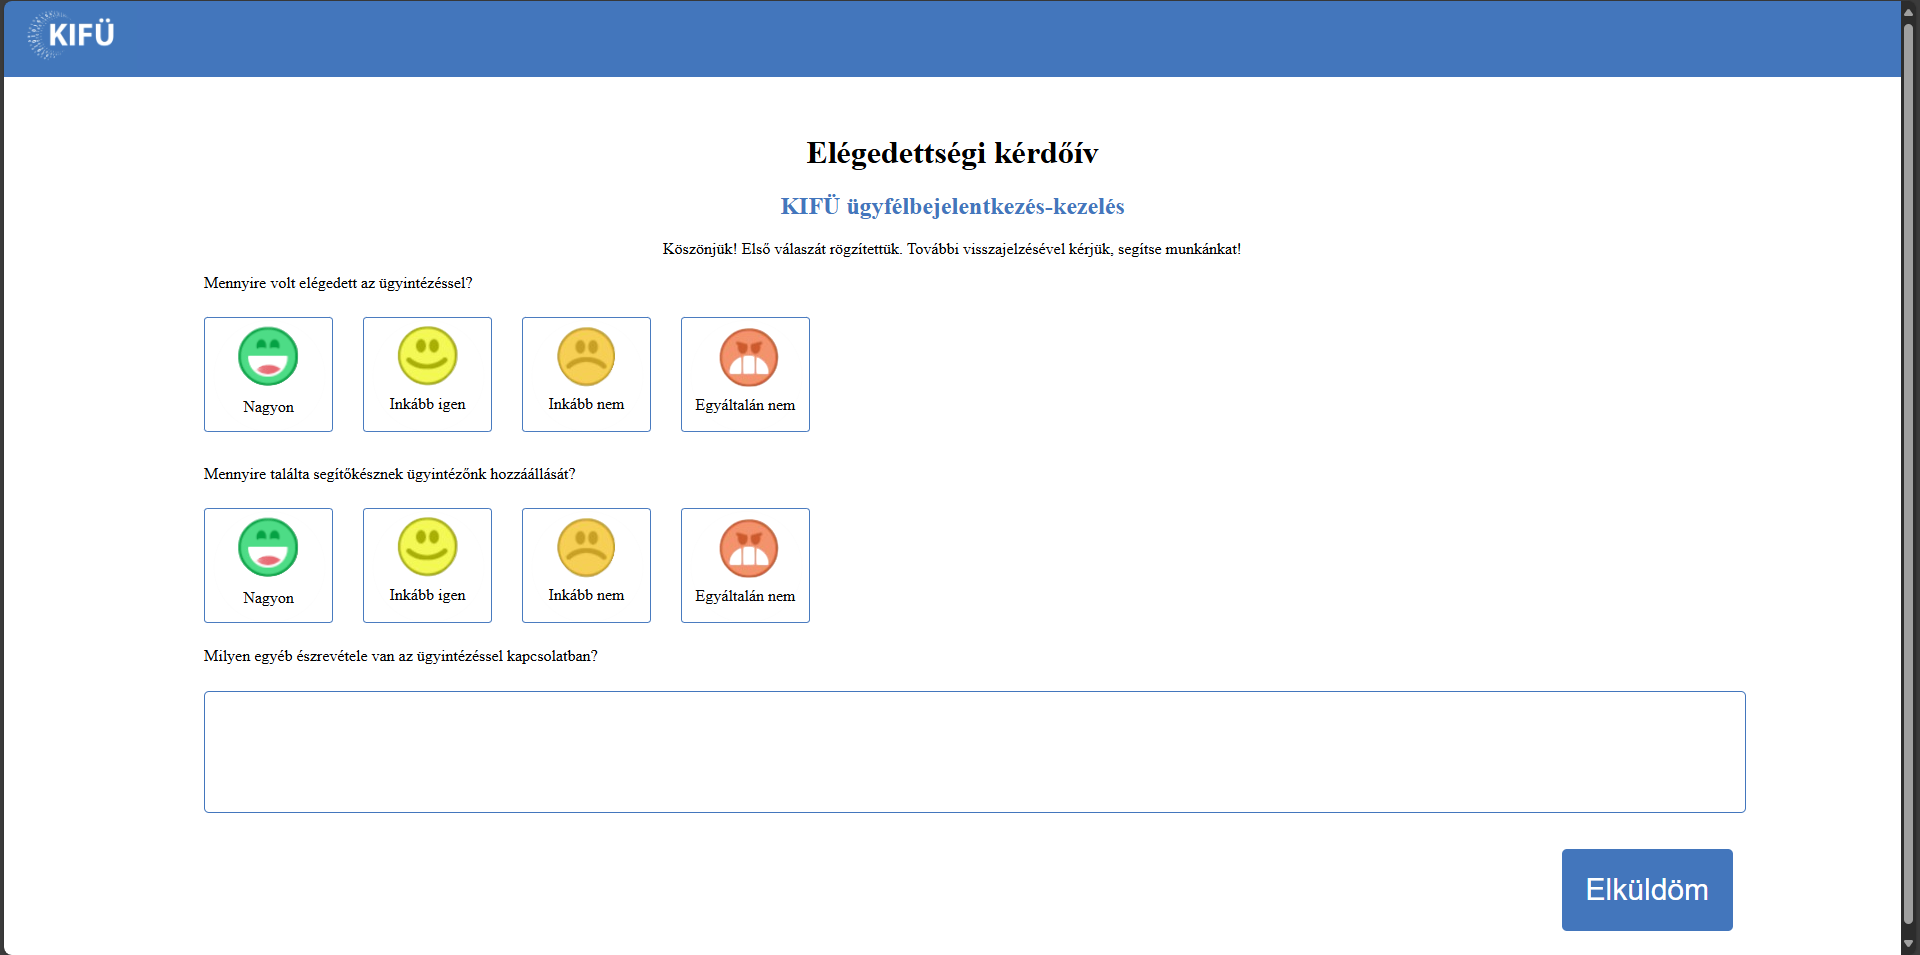 KIFÜ
Elégedettségi kérdőív
KIFÜ ügyfélbejelentkezés-kezelés
Köszönjük! Első válaszát rögzítettük. További visszajelzésével kérjük, segítse munkánkat!
Mennyire volt elégedett az ügyintézéssel?
Nagyon Inkább igen Inkább nem Egyáltalán nem
Mennyire találta segítőkésznek ügyintézőnk hozzáállását?
Nagyon Inkább igen Inkább nem Egyáltalán nem
Milyen egyéb észrevétele van az ügyintézéssel kapcsolatban?
Elküldöm